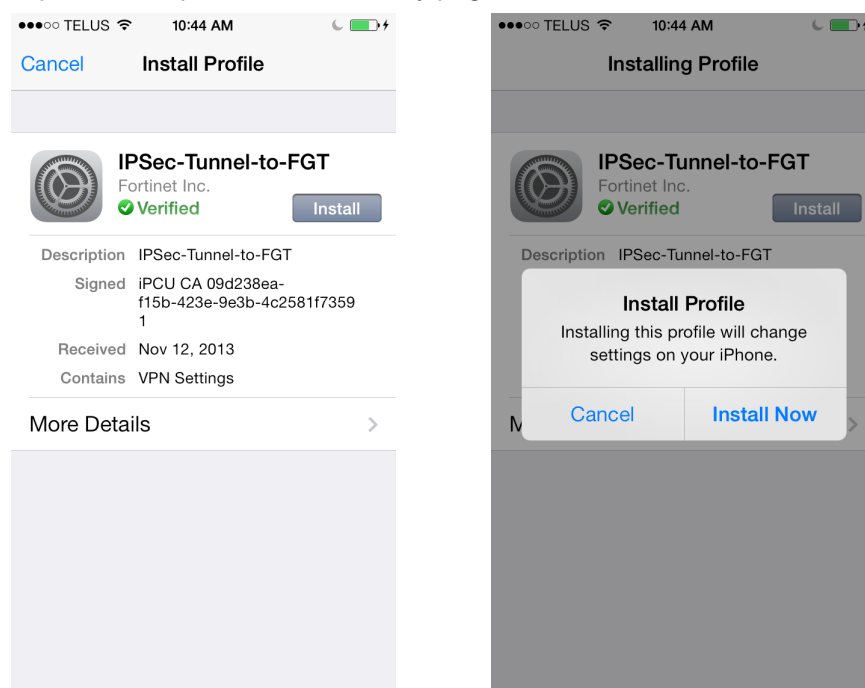 TELUS 10:44 AM
Cancel Install Profile
IPSec-Tunnel-to-FGT
Fortinet Inc.
Verified Install
Description IPSec-Tunnel-to-FGT
Signed iPCU CA 09d238ea-
f15b-423e-9e3b-4c2581f7359
1
Received Nov 12, 2013
Contains VPN Settings
More Details
TELUS 10:44 AM
Installing Profile
IPSec-Tunnel-to-FGT
Fortinet Inc.
Verified Install
Description IPSec-Tunnel-to-FGT
Install Profile
Installing this profile will change
settings on your iPhone.
Cancel Install Now